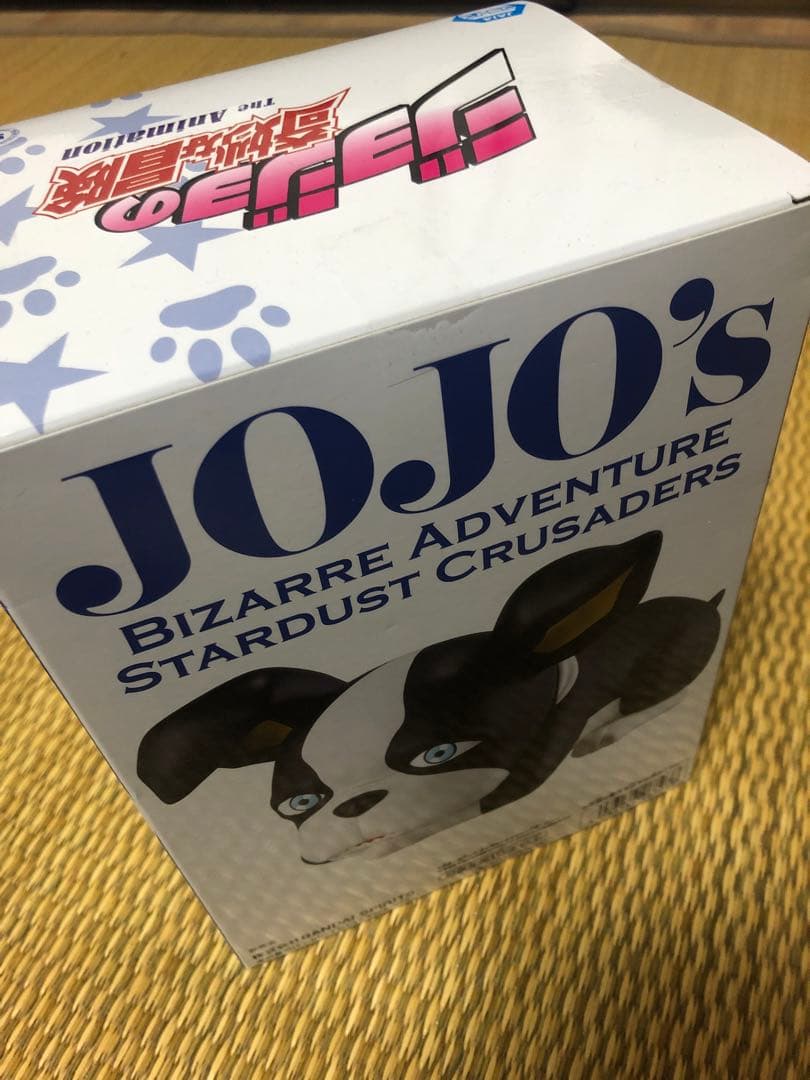 ジョジョの
奇妙な冒険
The Animation
JOJO's
BIZARRE ADVENTURE
STARDUST CRUSADERS